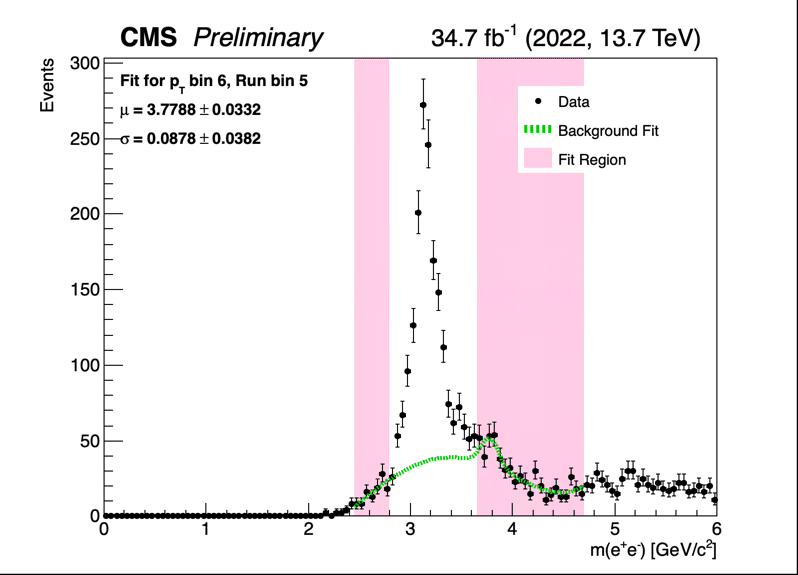 CMS Preliminary 34.7 fb⁻¹ (2022, 13.7 TeV)
Events
300
250
200
150
100
50
0
Fit for p_T bin 6, Run bin 5
μ = 3.7788 ± 0.0332
σ = 0.0878 ± 0.0382
Data
Background Fit
Fit Region
0 1 2 3 4 5 6
m(e⁺e⁻) [GeV/c²]